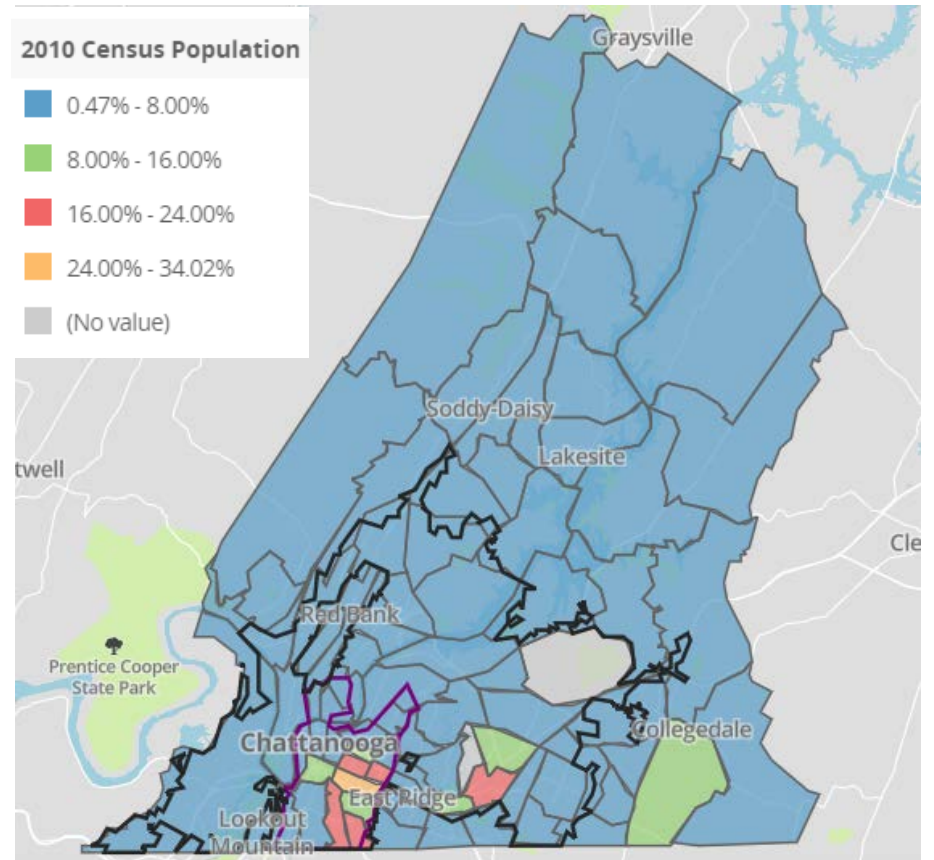 2010 Census Population
0.47% - 8.00%
8.00% - 16.00%
16.00% - 24.00%
24.00% - 34.02%
(No value)
Graysville
Soddy-Daisy
Lakesite
twell
Cle
Red Bank
Prentice Cooper
State Park
Collegedale
Chattanooga
East Ridge
Lookout
Mountain